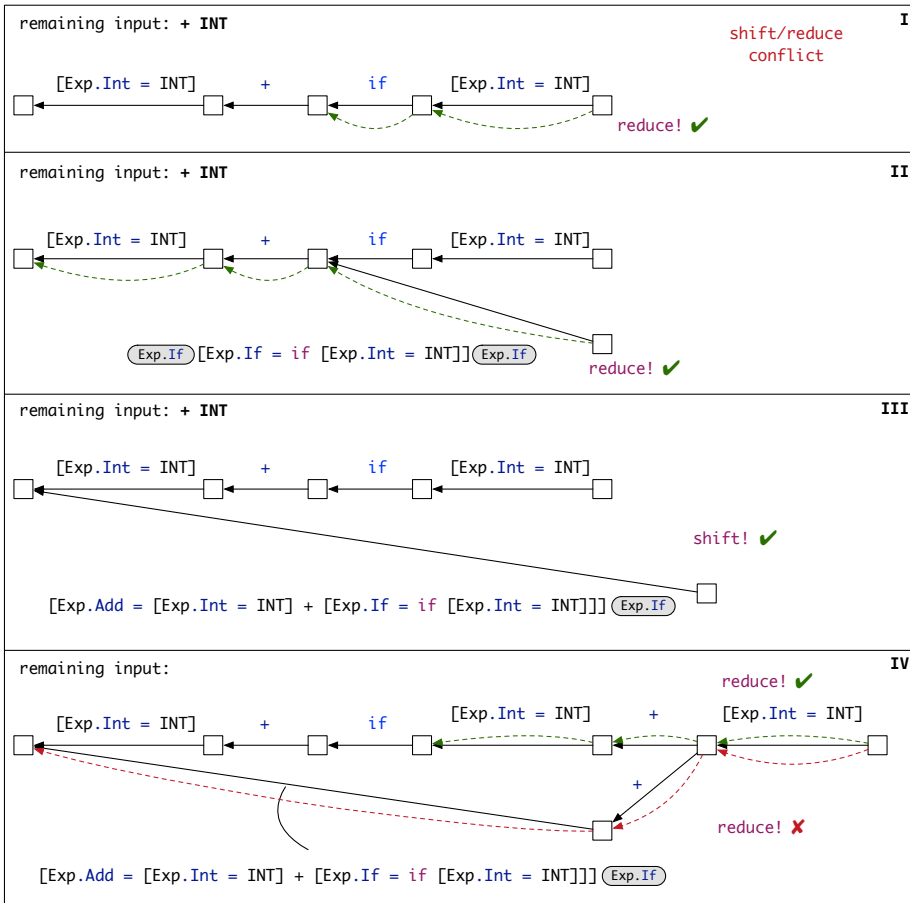 remaining input: + INT
I
shift/reduce
conflict
[Exp.Int = INT] + if [Exp.Int = INT]
reduce! ✔
remaining input: + INT
II
[Exp.Int = INT] + if [Exp.Int = INT]
Exp.If [Exp.If = if [Exp.Int = INT]] Exp.If
reduce! ✔
remaining input: + INT
III
[Exp.Int = INT] + if [Exp.Int = INT]
shift! ✔
[Exp.Add = [Exp.Int = INT] + [Exp.If = if [Exp.Int = INT]]] Exp.If
remaining input:
IV
reduce! ✔
[Exp.Int = INT] + if [Exp.Int = INT] + [Exp.Int = INT]
+
reduce! ✘
[Exp.Add = [Exp.Int = INT] + [Exp.If = if [Exp.Int = INT]]] Exp.If